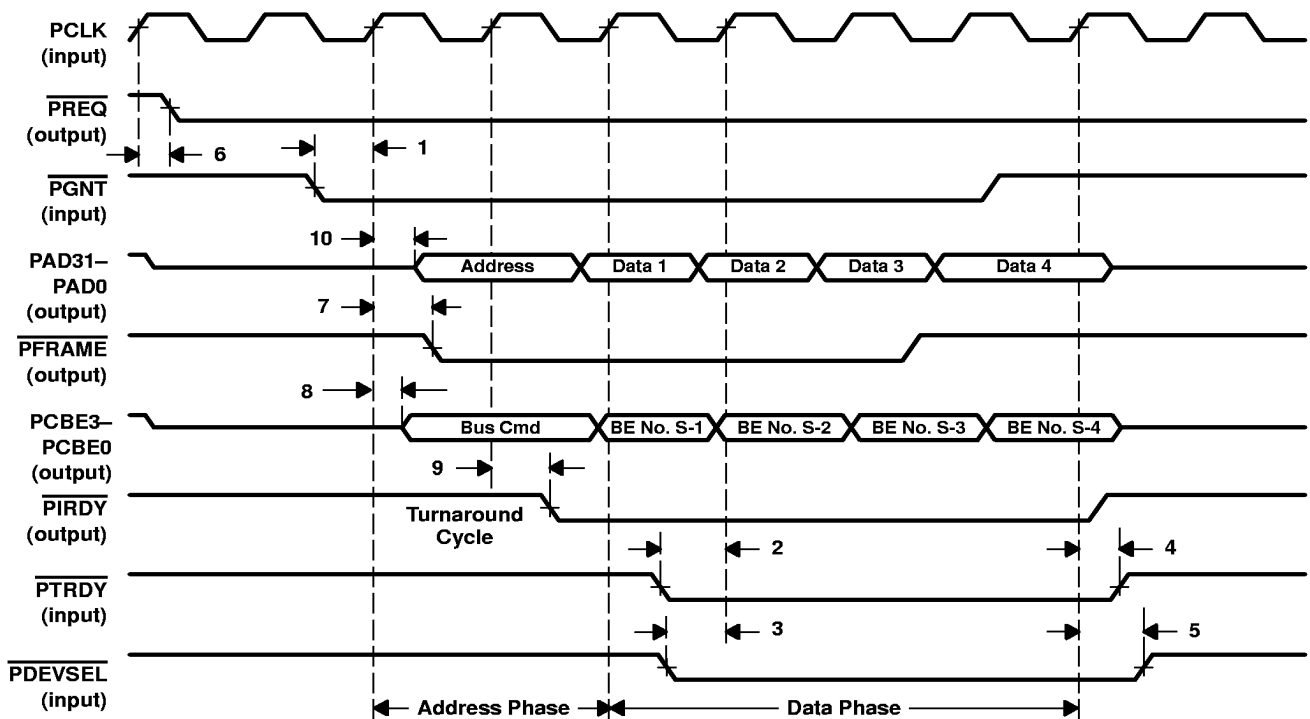 PCLK
(input)
PREQ
(output)
6
1
PGNT
(input)
10
PAD31–
PAD0
(output)
Address
Data 1
Data 2
Data 3
Data 4
7
PFRAME
(output)
8
PCBE3–
PCBE0
(output)
Bus Cmd
BE No. S-1
BE No. S-2
BE No. S-3
BE No. S-4
9
PIRDY
(output)
Turnaround
Cycle
2
4
PTRDY
(input)
3
5
PDEVSEL
(input)
Address Phase
Data Phase